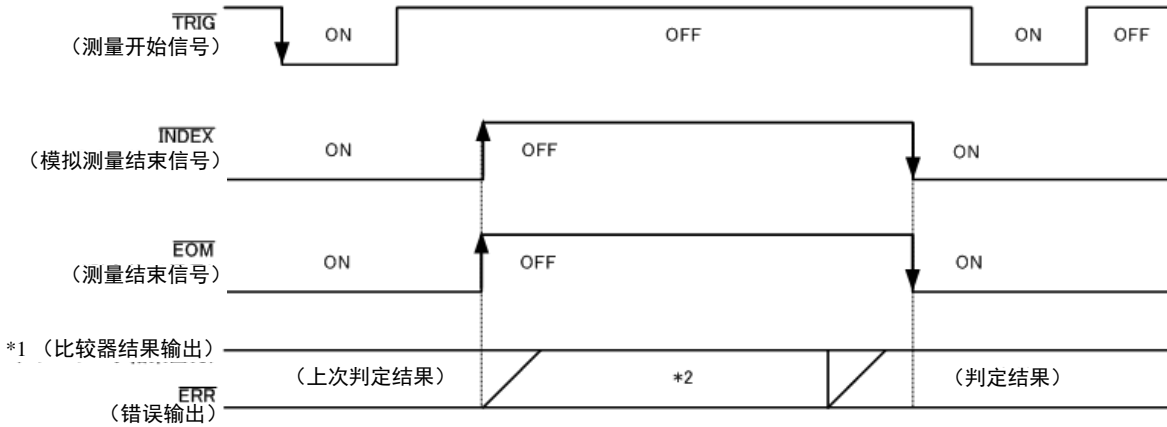 TRIG
（测量开始信号）
ON
OFF
ON
OFF
INDEX
（模拟测量结束信号）
ON
OFF
ON
EOM
（测量结束信号）
ON
OFF
ON
*1 （比较器结果输出）
（上次判定结果）
*2
（判定结果）
ERR
（错误输出）